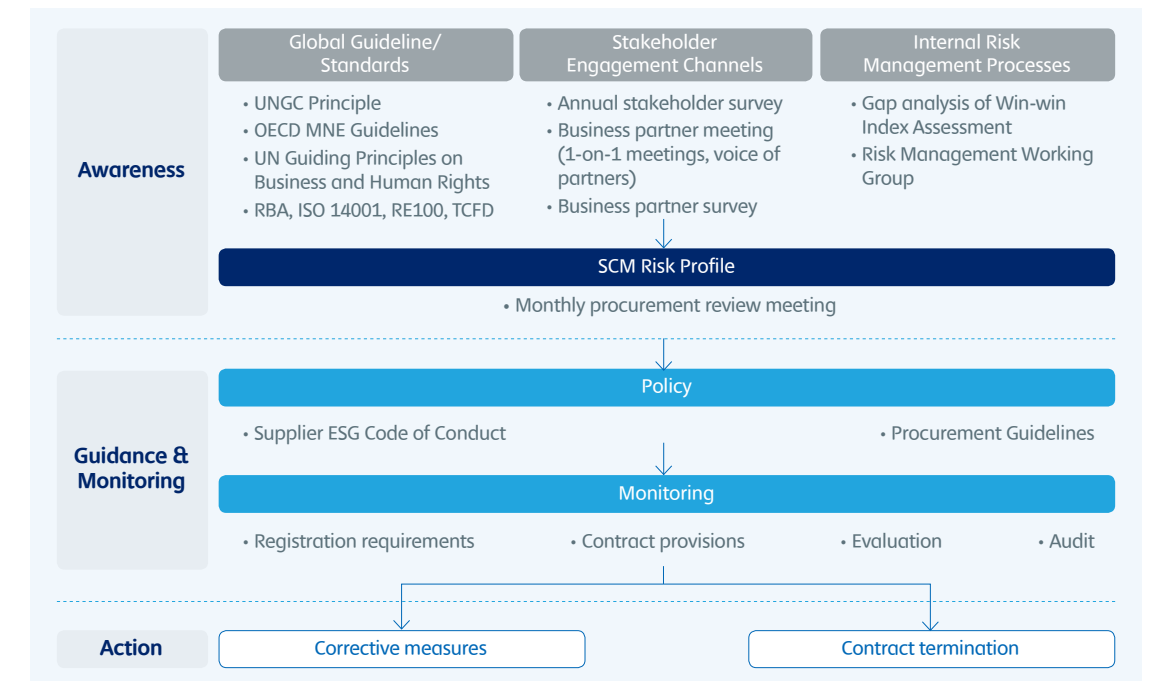 Awareness
Global Guideline/
Standards
• UNGC Principle
• OECD MNE Guidelines
• UN Guiding Principles on
Business and Human Rights
• RBA, ISO 14001, RE100, TCFD
Stakeholder
Engagement Channels
• Annual stakeholder survey
• Business partner meeting
(1-on-1 meetings, voice of
partners)
• Business partner survey
Internal Risk
Management Processes
• Gap analysis of Win-win
Index Assessment
• Risk Management Working
Group
SCM Risk Profile
• Monthly procurement review meeting
Guidance &
Monitoring
Policy
• Supplier ESG Code of Conduct
• Procurement Guidelines
Monitoring
• Registration requirements
• Contract provisions
• Evaluation
• Audit
Action
Corrective measures
Contract termination